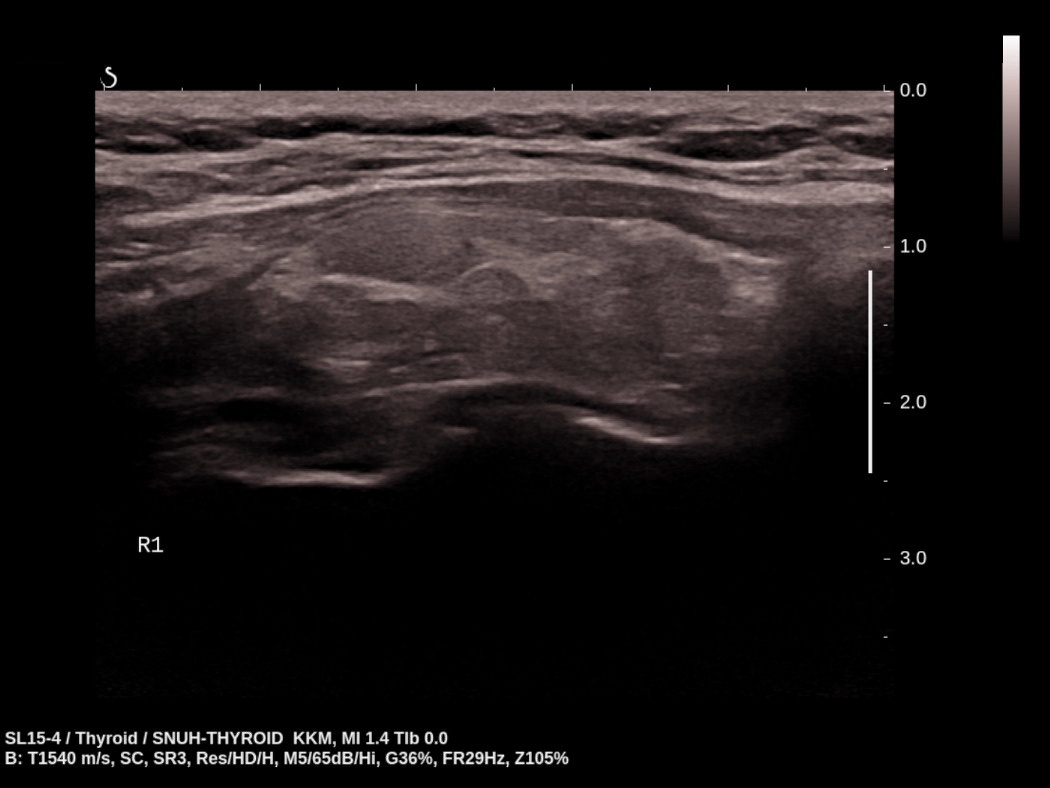 S
0.0
1.0
2.0
3.0
R1
SL15-4 / Thyroid / SNUH-THYROID KKM, MI 1.4 TIb 0.0
B: T1540 m/s, SC, SR3, Res/HD/H, M5/65dB/Hi, G36%, FR29Hz, Z105%